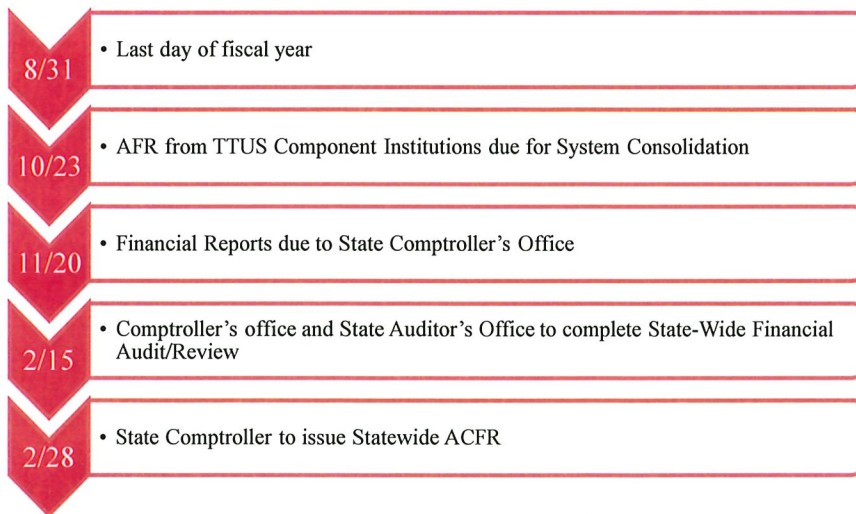 8/31
• Last day of fiscal year
10/23
• AFR from TTUS Component Institutions due for System Consolidation
11/20
• Financial Reports due to State Comptroller's Office
2/15
• Comptroller's office and State Auditor's Office to complete State-Wide Financial
Audit/Review
2/28
• State Comptroller to issue Statewide ACFR